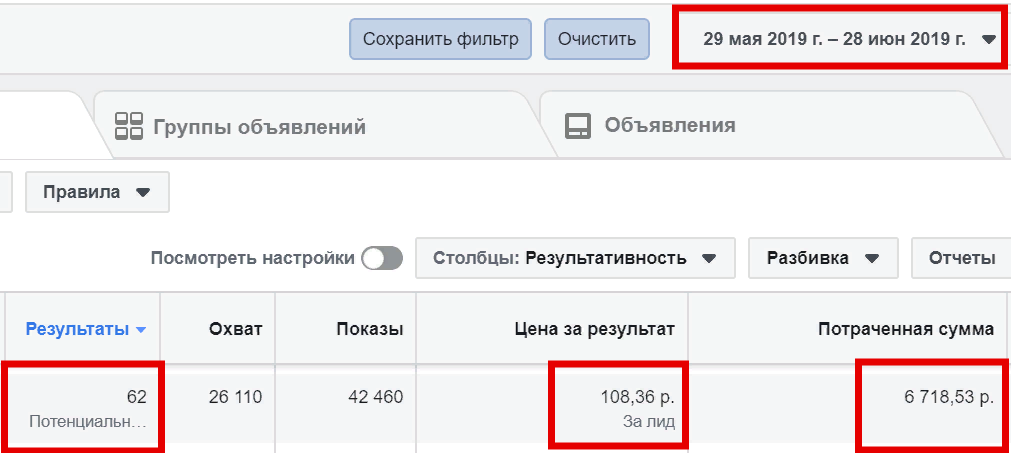 Сохранить фильтр Очистить 29 мая 2019 г. – 28 июн 2019 г.
Группы объявлений Объявления
Правила
Посмотреть настройки Столбцы: Результативность Разбивка Отчеты
Результаты Охват Показы Цена за результат Потраченная сумма
62 26 110 42 460 108,36 р. 6 718,53 р.
Потенциальн... За лид